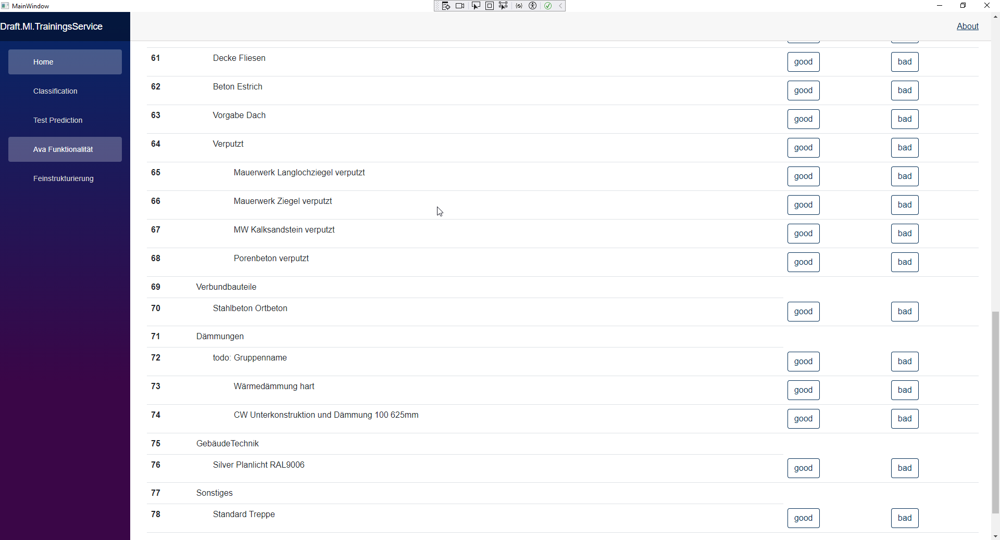 MainWindow
Draft.Ml.TrainingsService
About
Home
Classification
Test Prediction
Ava Funktionalität
Feinstrukturierung
61 Decke Fliesen good bad
62 Beton Estrich good bad
63 Vorgabe Dach good bad
64 Verputzt good bad
65 Mauerwerk Langlochziegel verputzt good bad
66 Mauerwerk Ziegel verputzt good bad
67 MW Kalksandstein verputzt good bad
68 Porenbeton verputzt good bad
69 Verbundbauteile
70 Stahlbeton Ortbeton good bad
71 Dämmungen
72 todo: Gruppenname good bad
73 Wärmedämmung hart good bad
74 CW Unterkonstruktion und Dämmung 100 625mm good bad
75 GebäudeTechnik
76 Silver Planlicht RAL9006 good bad
77 Sonstiges
78 Standard Treppe good bad